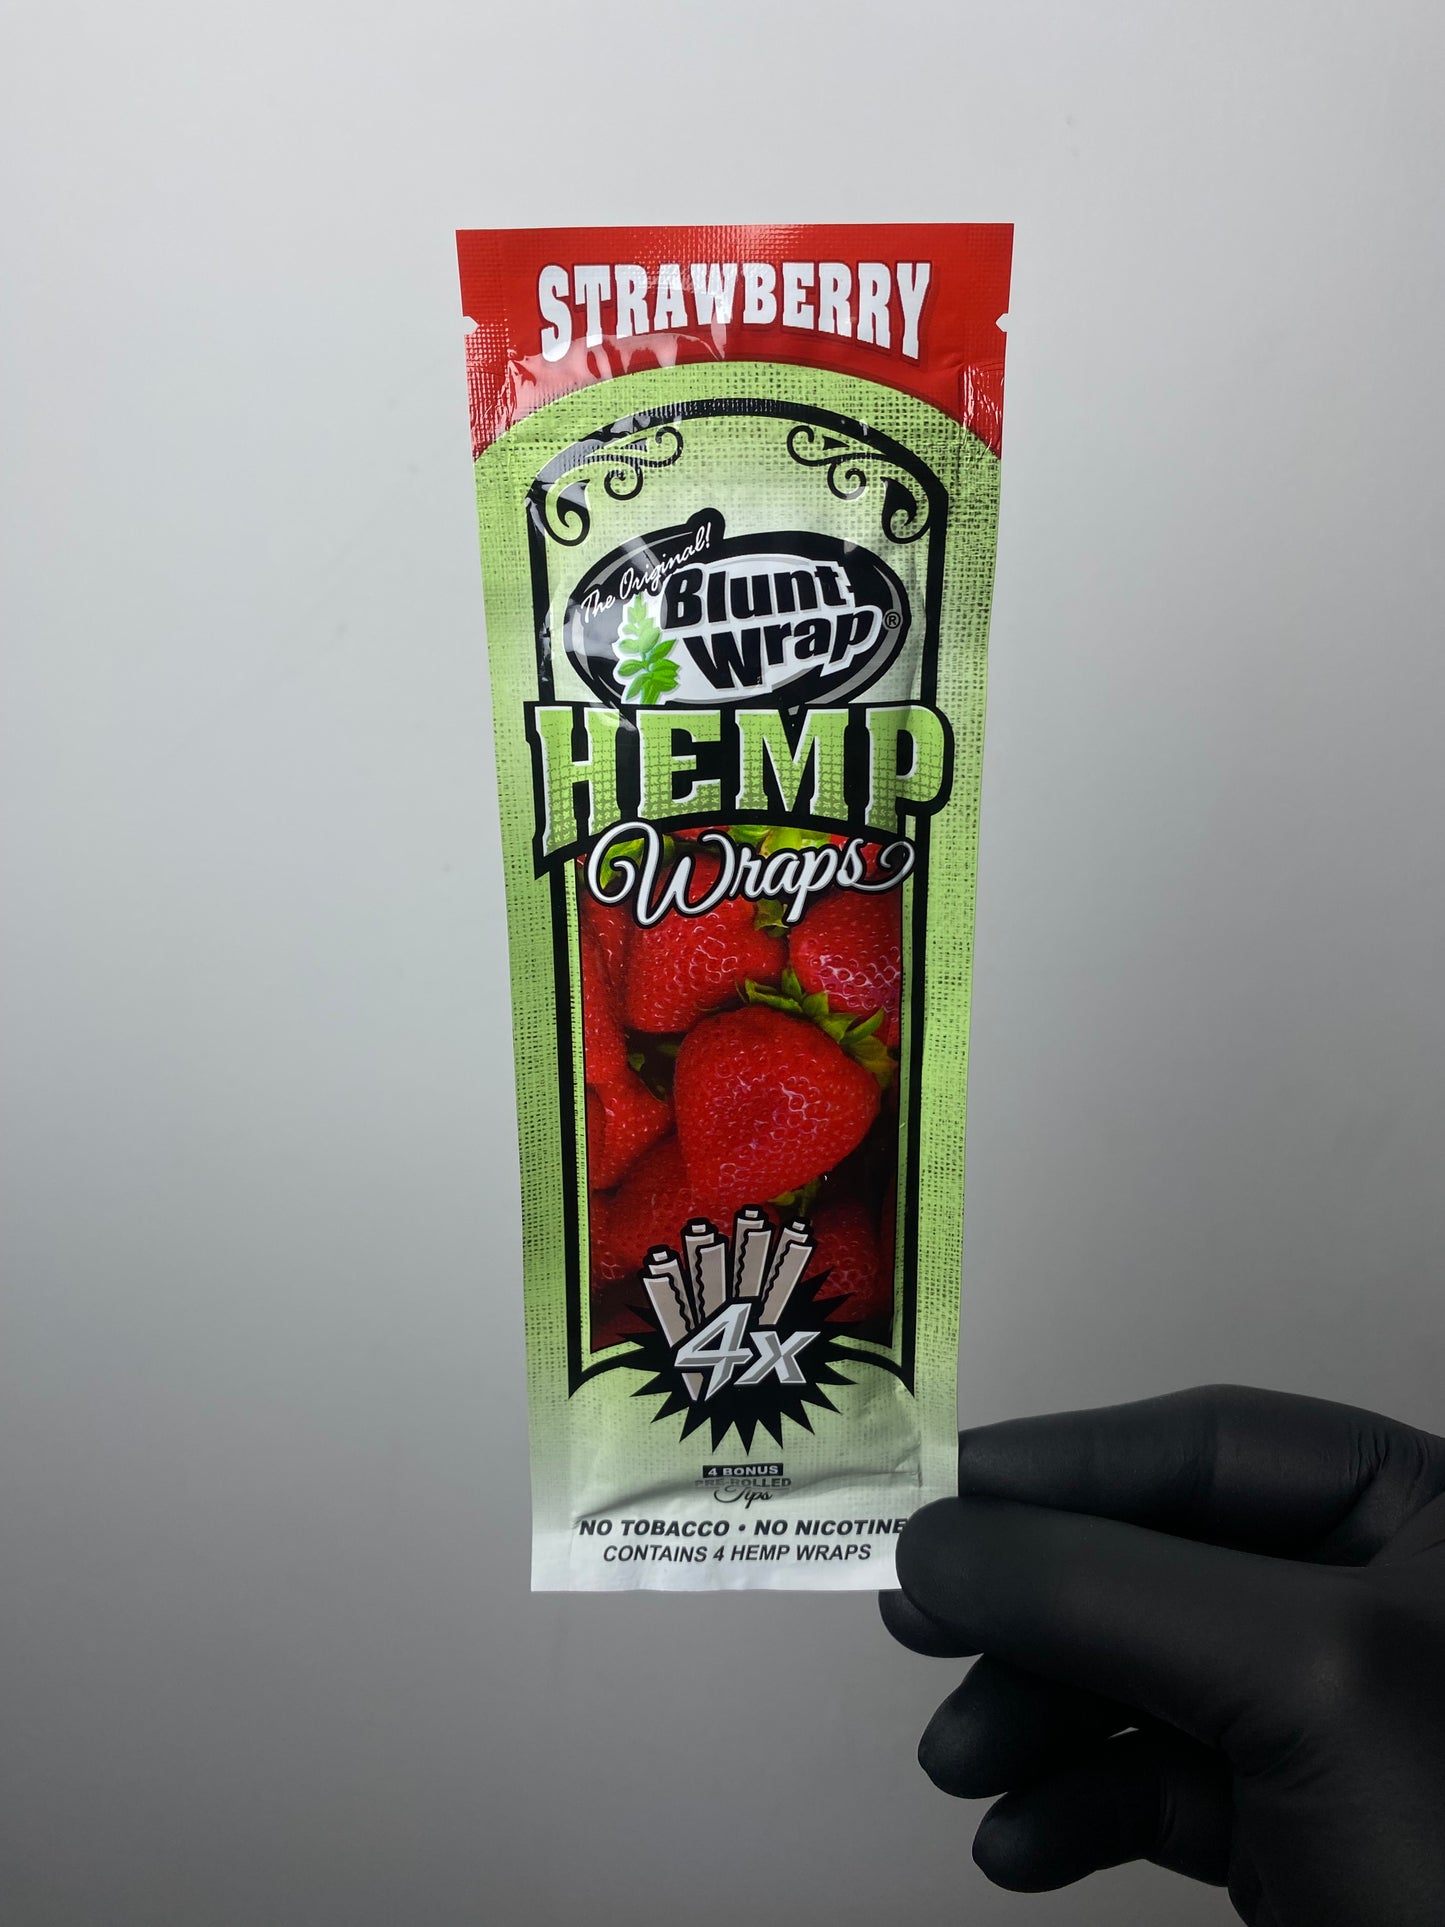 STRAWBERRY
The Original!
Blunt
Wrap®
HEMP
Wraps
4x
4 BONUS
PRE-ROLLED
Tips
NO TOBACCO • NO NICOTINE
CONTAINS 4 HEMP WRAPS